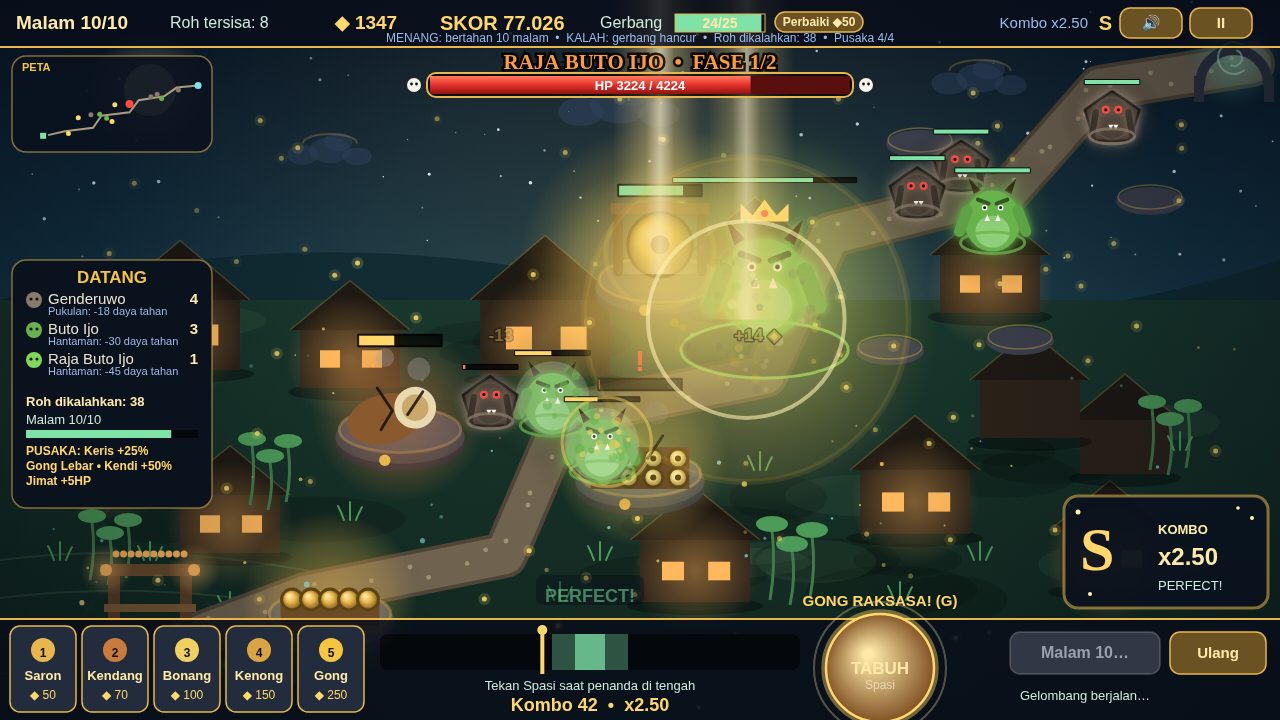 Malam 10/10
Roh tersisa: 8
◆ 1347
SKOR 77.026
Gerbang
24/25
Perbaiki ◆50
Kombo x2.50
S
MENANG: bertahan 10 malam • KALAH: gerbang hancur • Roh dikalahkan: 38 • Pusaka 4/4
PETA
RAJA BUTO IJO • FASE 1/2
HP 3224 / 4224
DATANG
Genderuwo 4
Pukulan: -18 daya tahan
Buto Ijo 3
Hantaman: -30 daya tahan
Raja Buto Ijo 1
Hantaman: -45 daya tahan
Roh dikalahkan: 38
Malam 10/10
PUSAKA: Keris +25%
Gong Lebar • Kendi +50%
Jimat +5HP
+14 ◆
!
PERFECT!
S
KOMBO
x2.50
PERFECT!
GONG RAKSASA! (G)
1
Saron
◆ 50
2
Kendang
◆ 70
3
Bonang
◆ 100
4
Kenong
◆ 150
5
Gong
◆ 250
Tekan Spasi saat penanda di tengah
Kombo 42 • x2.50
TABUH
Spasi
Malam 10…
Ulang
Gelombang berjalan…